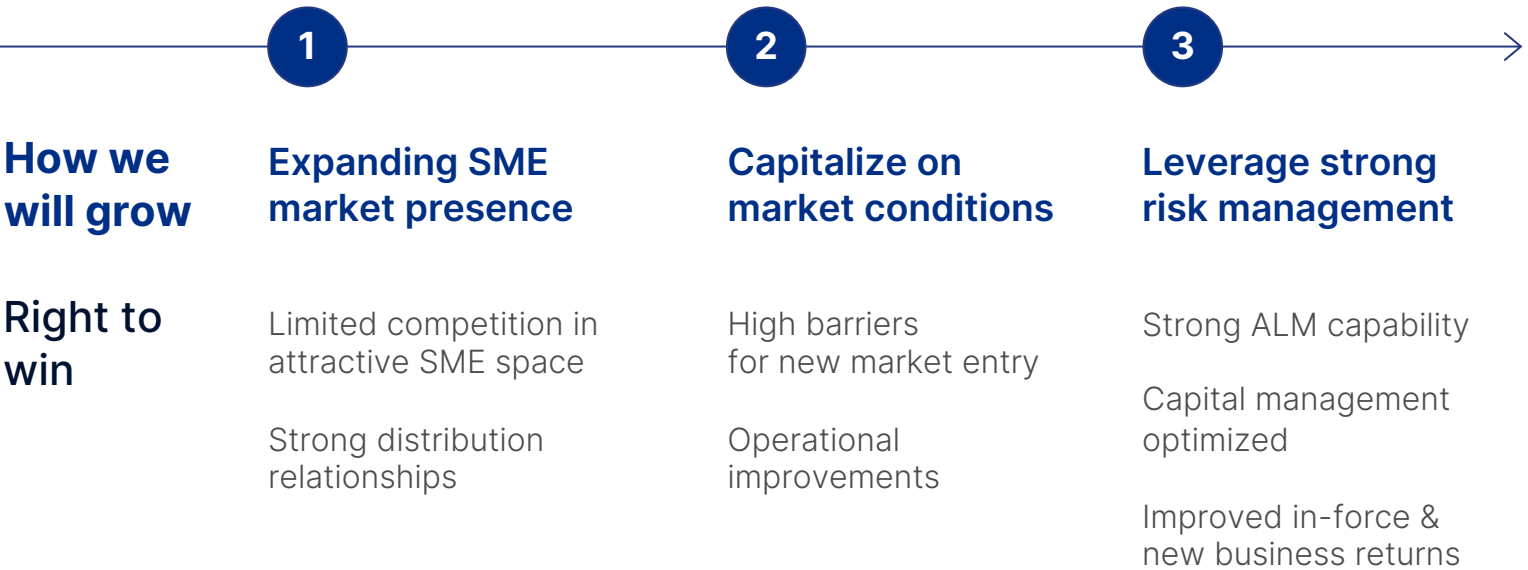 1
2
3
How we
will grow
Expanding SME
market presence
Capitalize on
market conditions
Leverage strong
risk management
Right to
win
Limited competition in
attractive SME space
Strong distribution
relationships
High barriers
for new market entry
Operational
improvements
Strong ALM capability
Capital management
optimized
Improved in-force &
new business returns